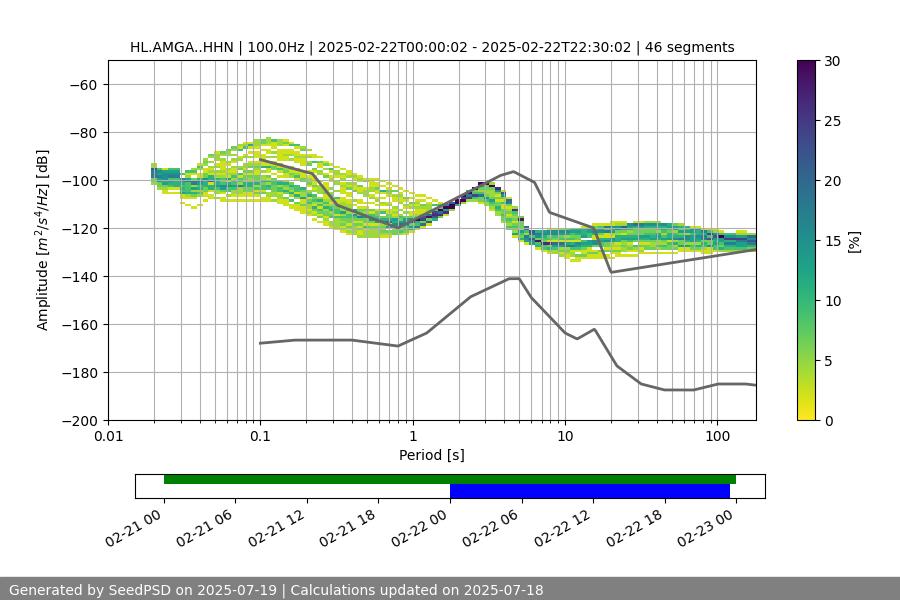 HL.AMGA..HHN | 100.0Hz | 2025-02-22T00:00:02 - 2025-02-22T22:30:02 | 46 segments
Amplitude [m²/s⁴/Hz] [dB]
−60
−80
−100
−120
−140
−160
−180
−200
0.01 0.1 1 10 100
Period [s]
30
25
20
15
10
5
0
[%]
02-21 00 02-21 06 02-21 12 02-21 18 02-22 00 02-22 06 02-22 12 02-22 18 02-23 00
Generated by SeedPSD on 2025-07-19 | Calculations updated on 2025-07-18